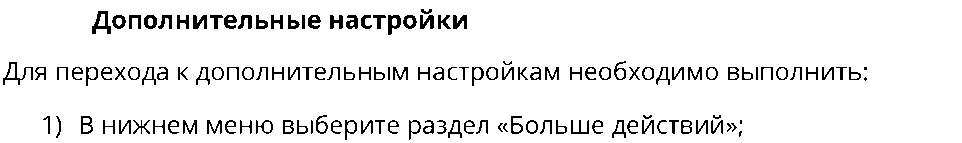 Дополнительные настройки
Для перехода к дополнительным настройкам необходимо выполнить:
1) В нижнем меню выберите раздел «Больше действий»;